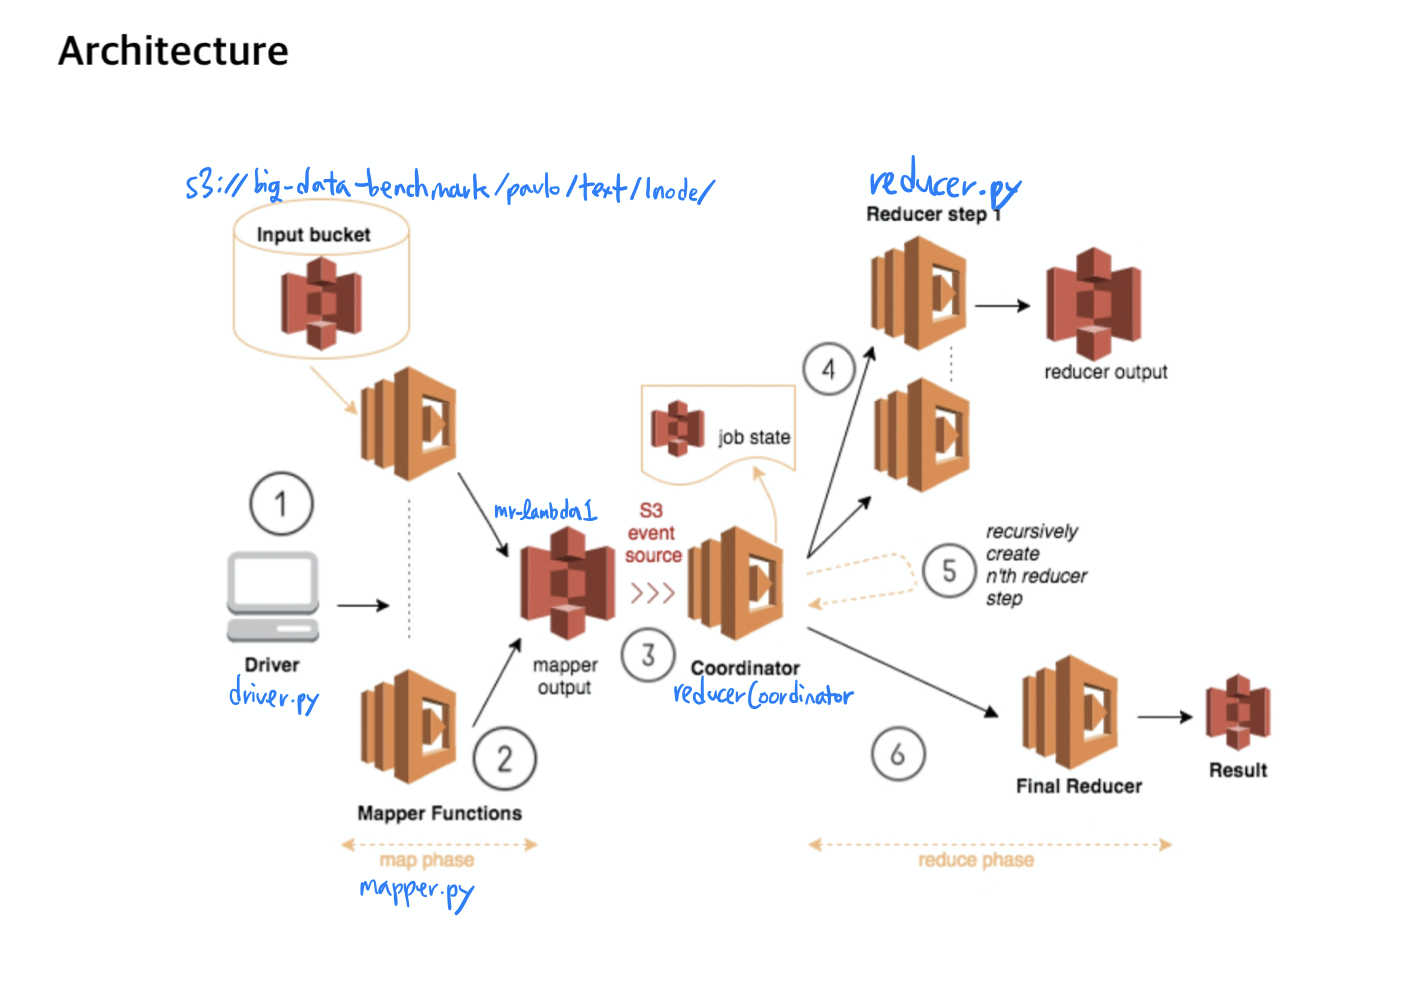 Architecture
s3://big-data-benchmark/pavlo/text/1node/
Input bucket
1
Driver
driver.py
Mapper Functions
2
map phase
mapper.py
mr-lambda1
mapper
output
S3
event
source
>>>
3
job state
Coordinator
reducerCoordinator
reducer.py
Reducer step 1
4
reducer output
5
recursively
create
n'th reducer
step
6
Final Reducer
Result
reduce phase